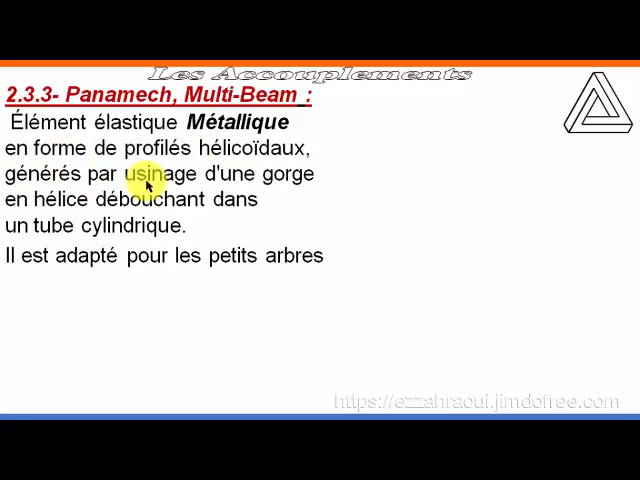 Les Accouplements
2.3.3- Panamech, Multi-Beam :
Élément élastique Métallique
en forme de profilés hélicoïdaux,
générés par usinage d'une gorge
en hélice débouchant dans
un tube cylindrique.
Il est adapté pour les petits arbres
https://ezzahraoui.jimdofree.com